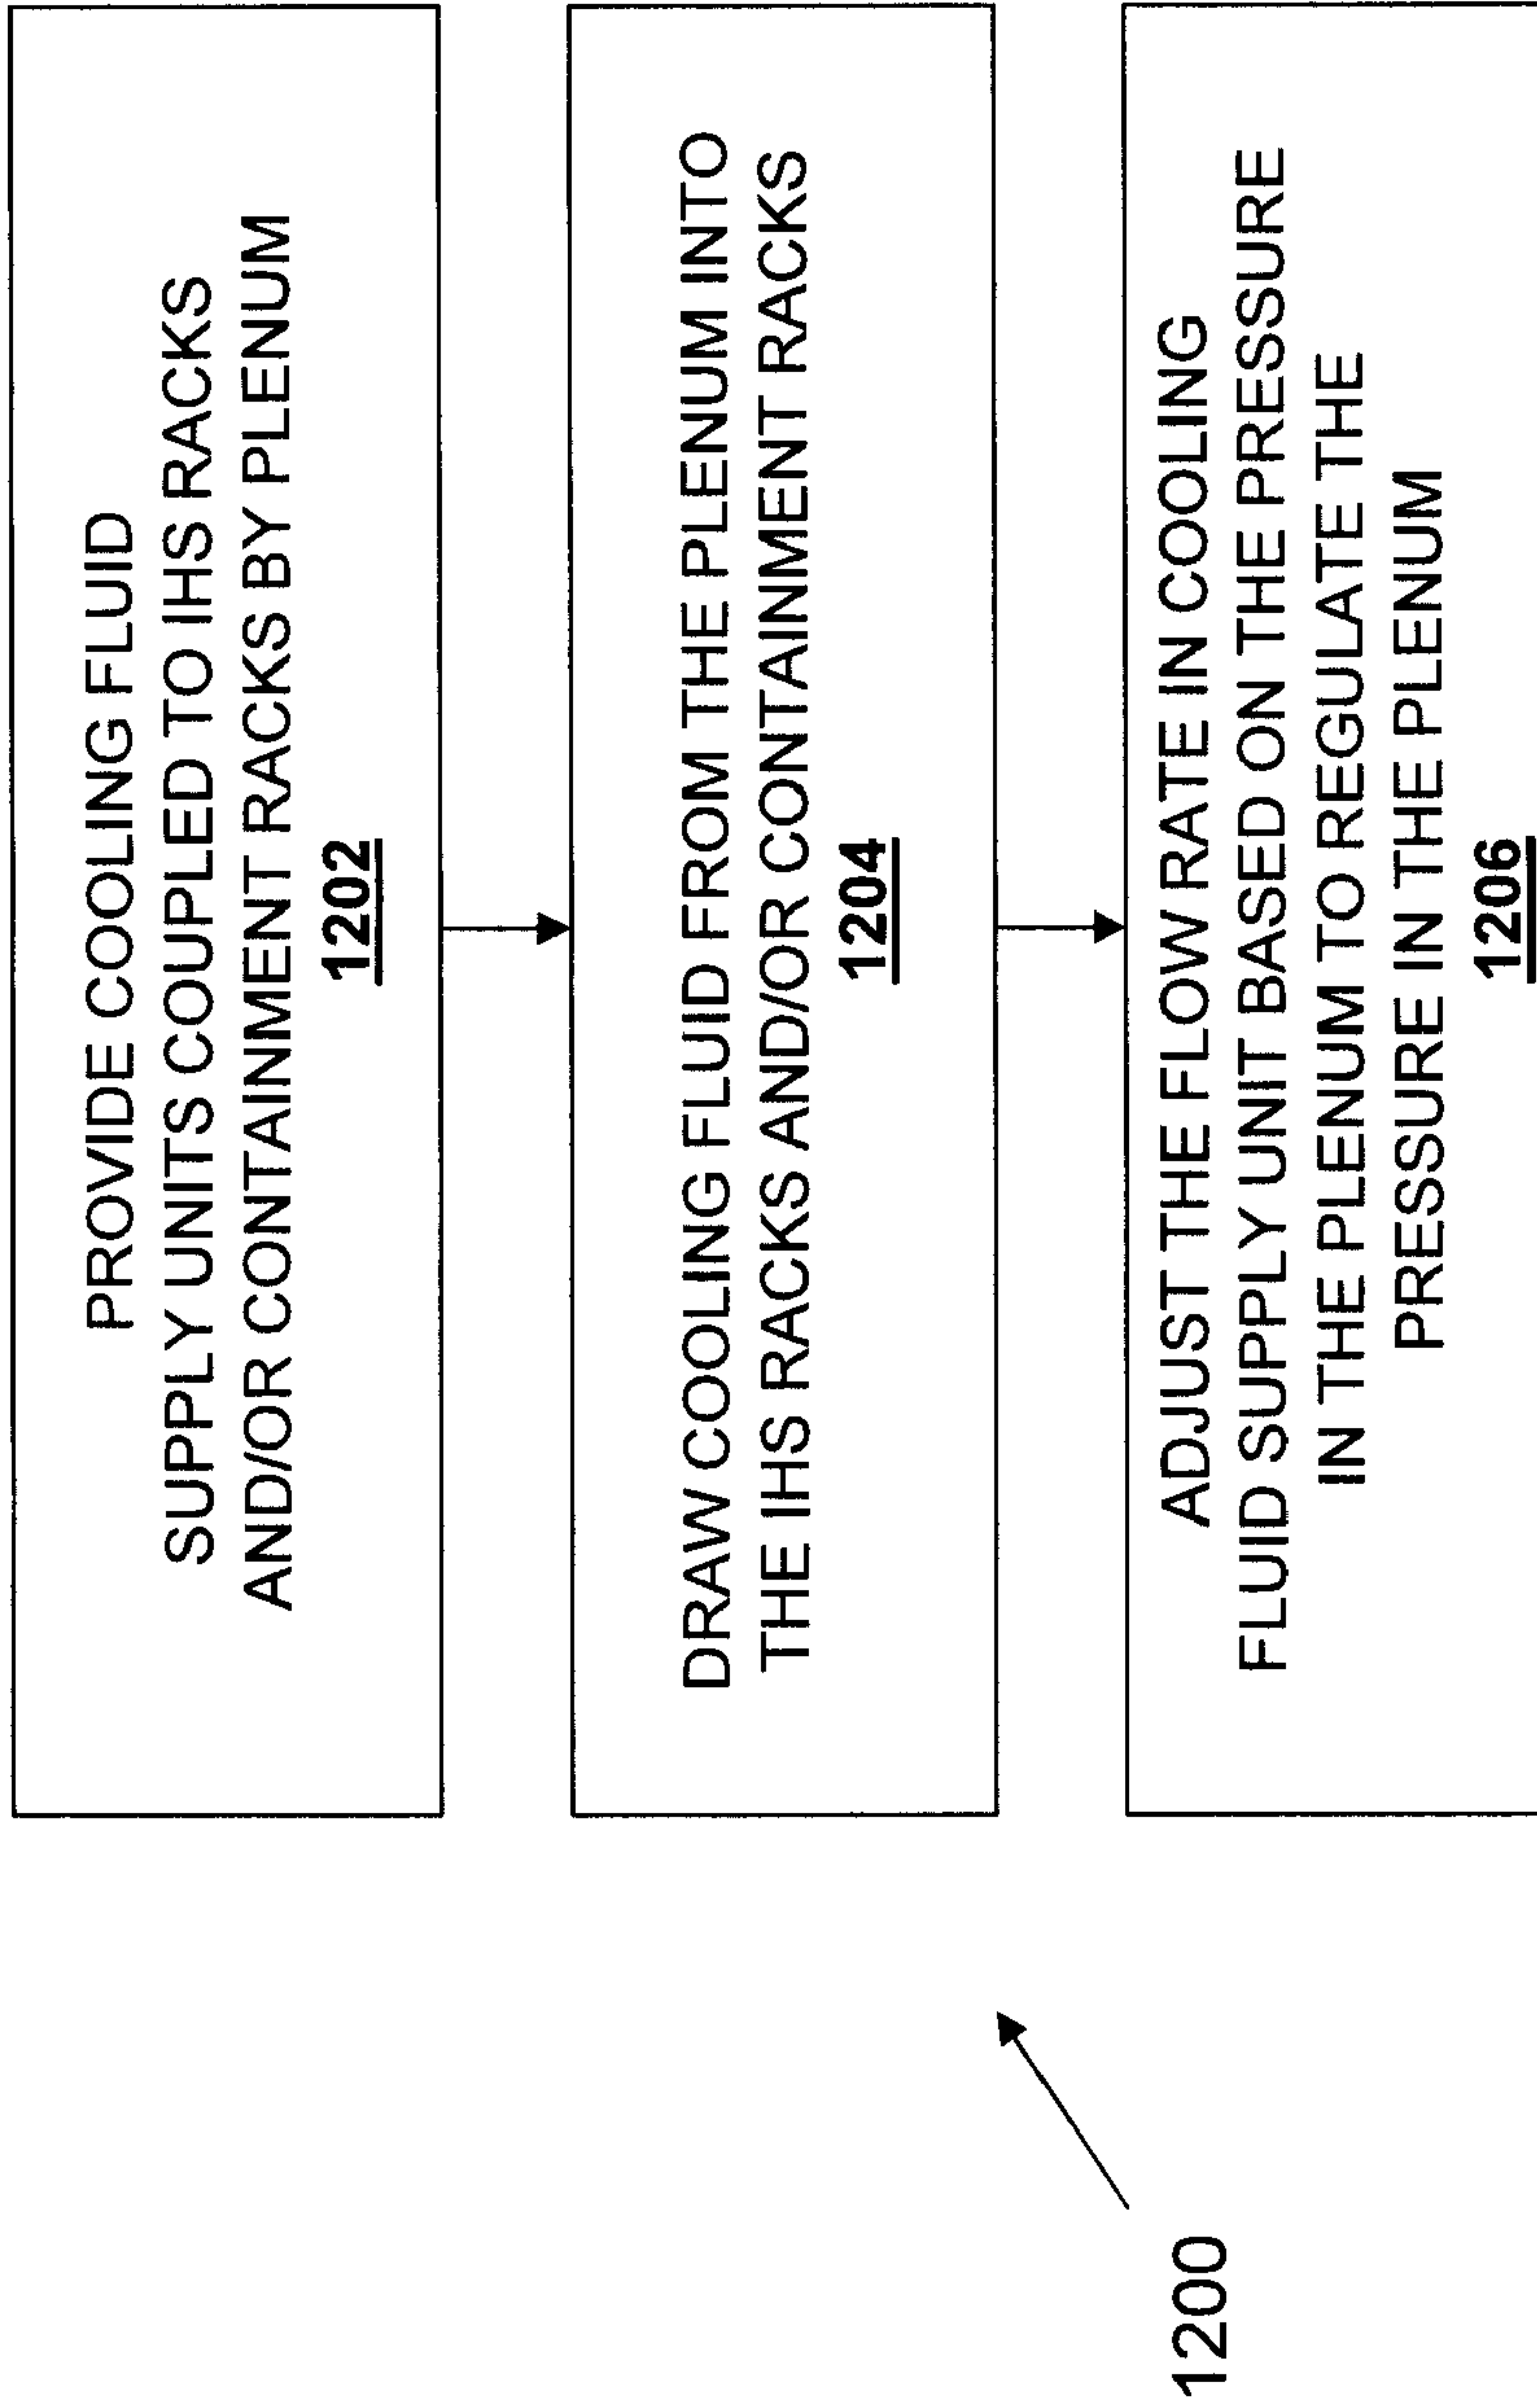 PROVIDE COOLING FLUID
SUPPLY UNITS COUPLED TO IHS RACKS
AND/OR CONTAINMENT RACKS BY PLENUM
1202
DRAW COOLING FLUID FROM THE PLENUM INTO
THE IHS RACKS AND/OR CONTAINMENT RACKS
1204
ADJUST THE FLOW RATE IN COOLING
FLUID SUPPLY UNIT BASED ON THE PRESSURE
IN THE PLENUM TO REGULATE THE
PRESSURE IN THE PLENUM
1206
1200